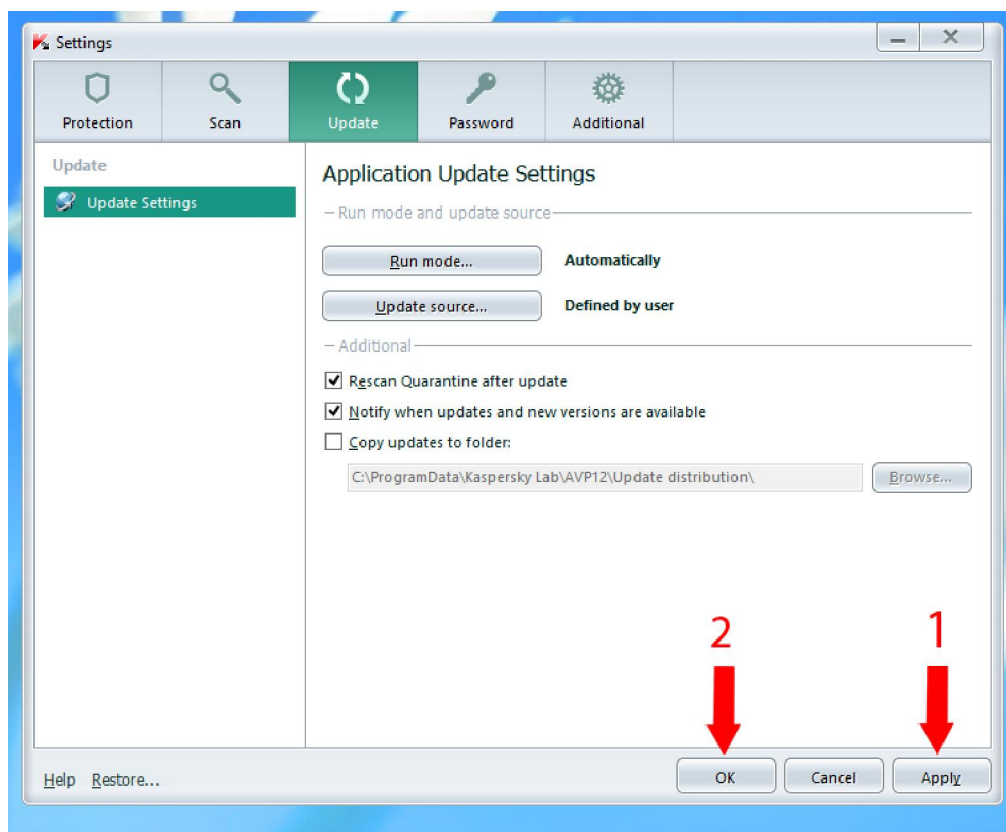 Settings
Protection Scan Update Password Additional
Update
Update Settings
Application Update Settings
Run mode and update source
Run mode... Automatically
Update source... Defined by user
Additional
Rescan Quarantine after update
Notify when updates and new versions are available
Copy updates to folder:
C:\ProgramData\Kaspersky Lab\AVP12\Update distribution\ Browse...
2 1
Help Restore... OK Cancel Apply